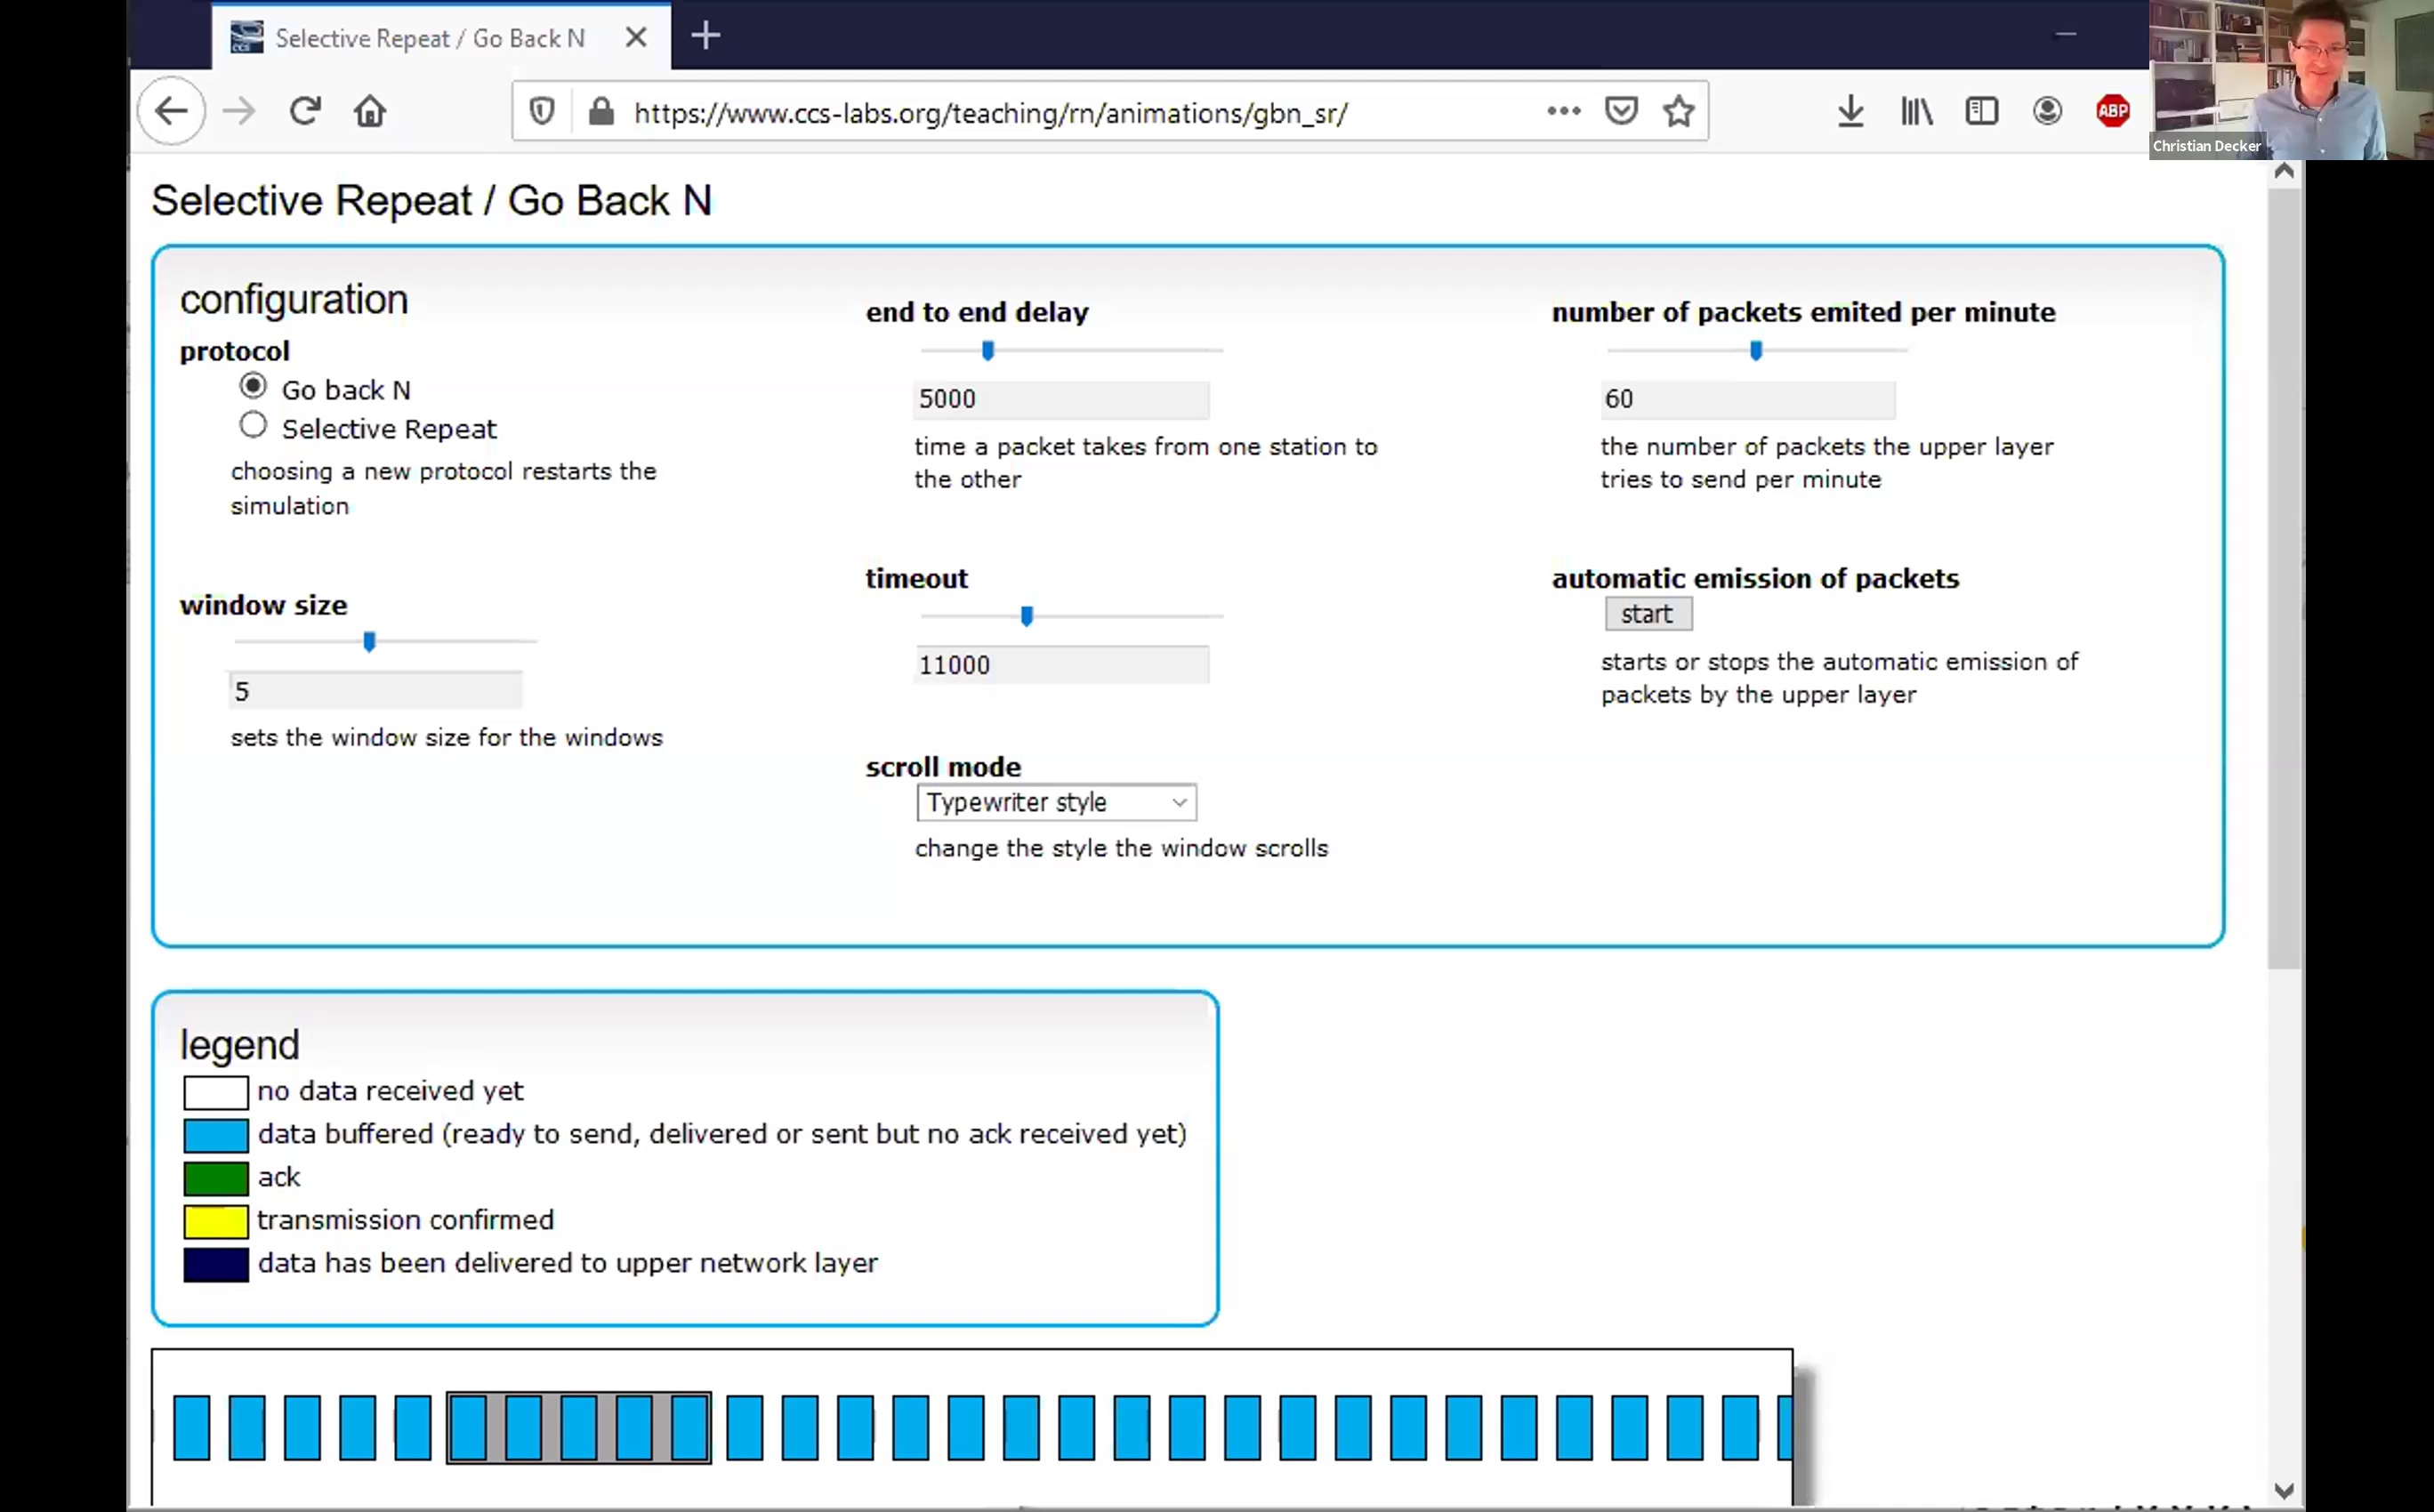 Selective Repeat / Go Back N
https://www.ccs-labs.org/teaching/rn/animations/gbn_sr/
ABP
Christian Decker
Selective Repeat / Go Back N
configuration
protocol
Go back N
Selective Repeat
choosing a new protocol restarts the
simulation
window size
5
sets the window size for the windows
end to end delay
5000
time a packet takes from one station to
the other
timeout
11000
scroll mode
Typewriter style
change the style the window scrolls
number of packets emited per minute
60
the number of packets the upper layer
tries to send per minute
automatic emission of packets
start
starts or stops the automatic emission of
packets by the upper layer
legend
no data received yet
data buffered (ready to send, delivered or sent but no ack received yet)
ack
transmission confirmed
data has been delivered to upper network layer